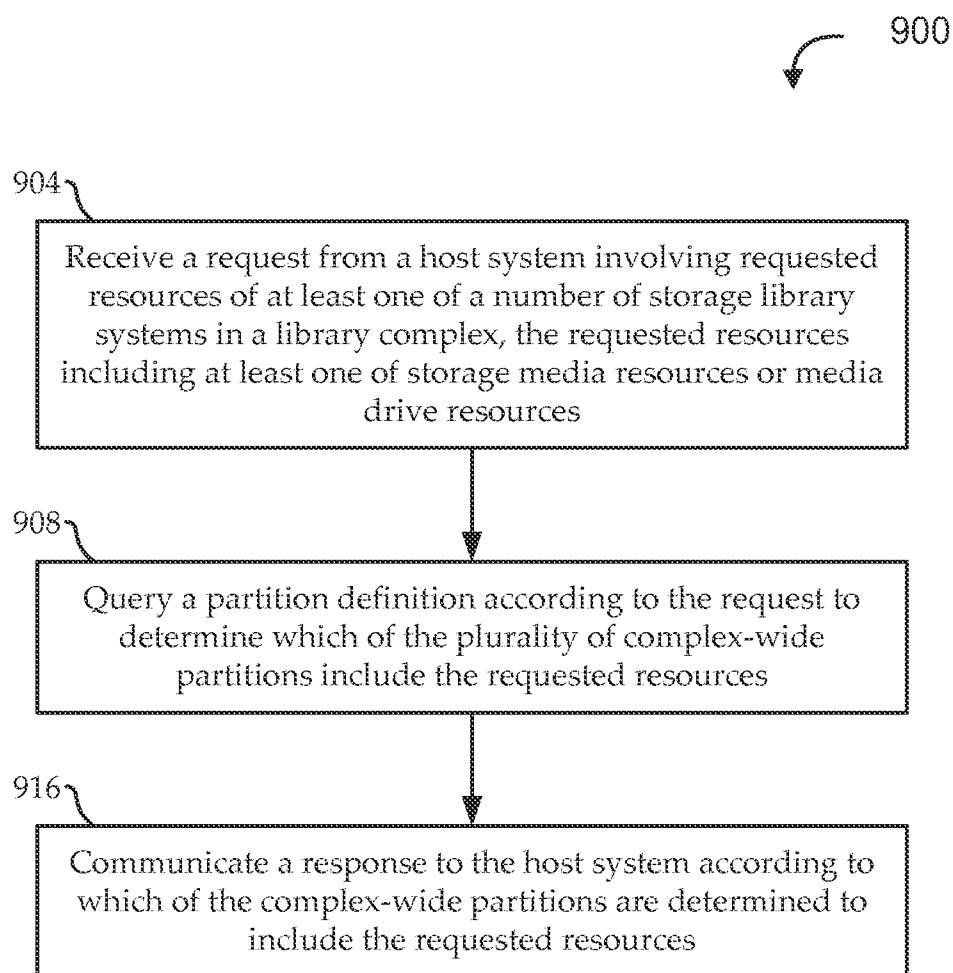 900
904
Receive a request from a host system involving requested
resources of at least one of a number of storage library
systems in a library complex, the requested resources
including at least one of storage media resources or media
drive resources
908
Query a partition definition according to the request to
determine which of the plurality of complex-wide
partitions include the requested resources
916
Communicate a response to the host system according to
which of the complex-wide partitions are determined to
include the requested resources